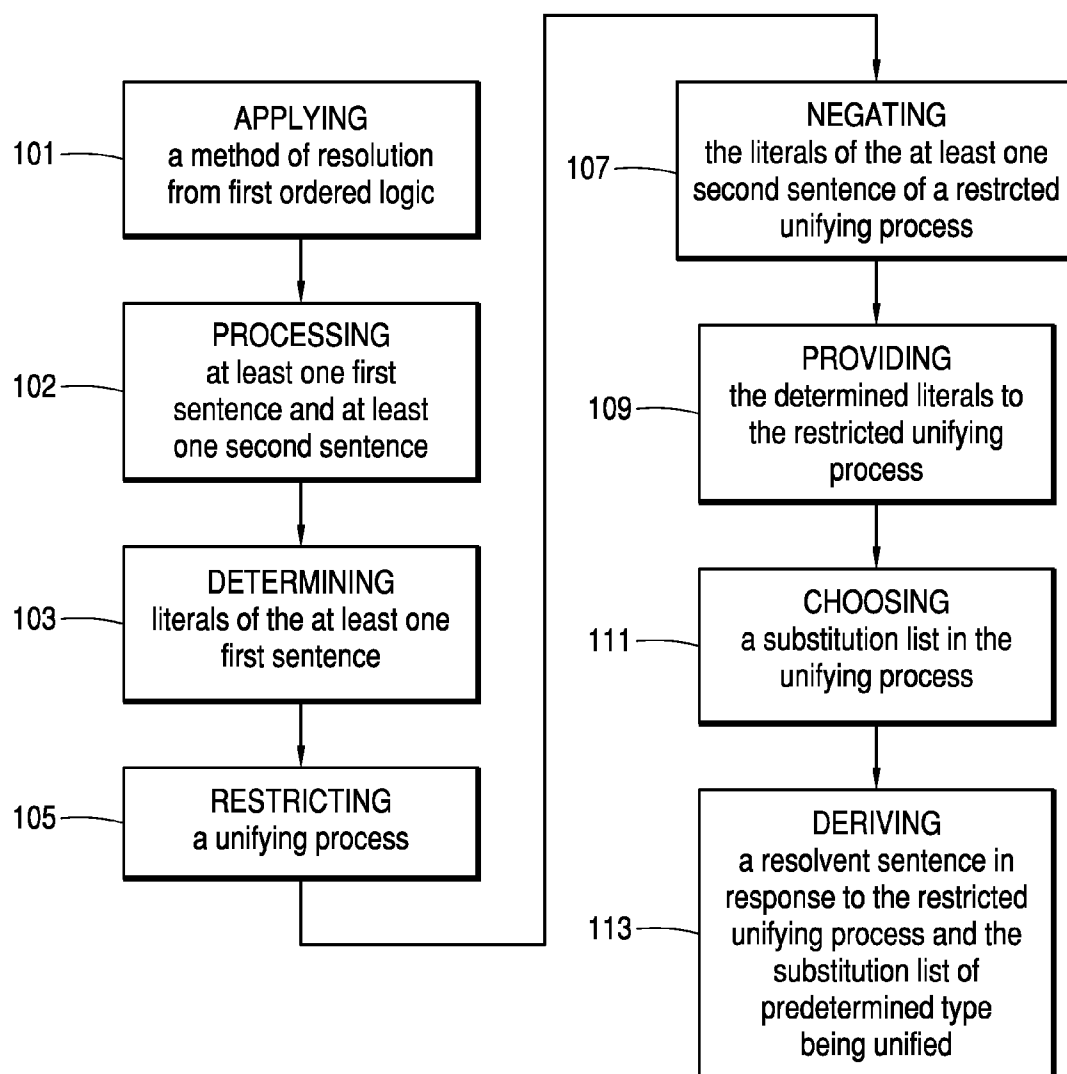 101
APPLYING
a method of resolution
from first ordered logic
102
PROCESSING
at least one first
sentence and at least
one second sentence
103
DETERMINING
literals of the at least one
first sentence
105
RESTRICTING
a unifying process
107
NEGATING
the literals of the at least one
second sentence of a restrcted
unifying process
109
PROVIDING
the determined literals to
the restricted unifying
process
111
CHOOSING
a substitution list in the
unifying process
113
DERIVING
a resolvent sentence in
response to the restricted
unifying process and the
substitution list of
predetermined type
being unified